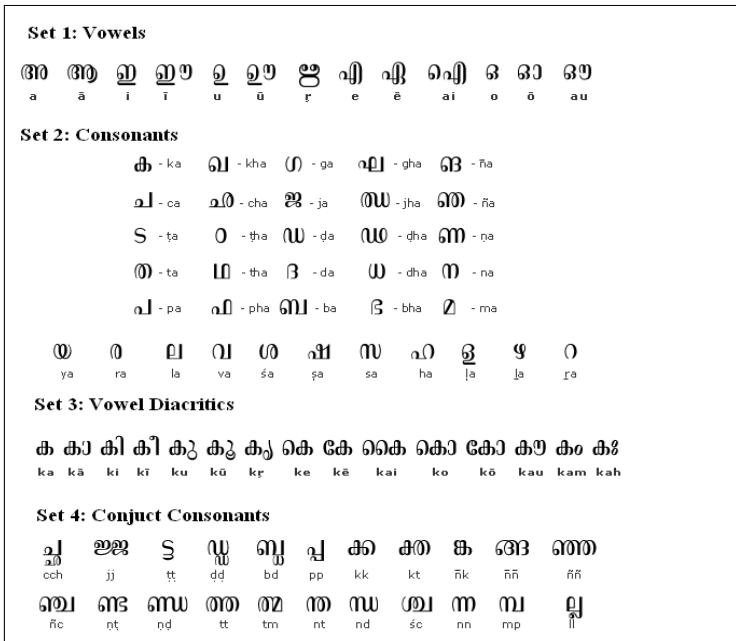 Set 1: Vowels
അ ആ ഇ ഈ ഉ ഊ ഋ എ ഏ ഐ ഒ ഓ ഔ
a ā i ī u ū ṛ e ē ai o ō au
Set 2: Consonants
ക - ka ഖ - kha ഗ - ga ഘ - gha ങ - n̄a
ച - ca ഛ - cha ജ - ja ഝ - jha ഞ - ña
ട - ṭa ഠ - ṭha ഡ - ḍa ഢ - ḍha ണ - ṇa
ത - ta ഥ - tha ദ - da ധ - dha ന - na
പ - pa ഫ - pha ബ - ba ഭ - bha മ - ma
യ ര ല വ ശ ഷ സ ഹ ള ഴ റ
ya ra la va śa ṣa sa ha ḷa ḻa ṟa
Set 3: Vowel Diacritics
ക കാ കി കീ കു കൂ കൃ കെ കേ കൈ കൊ കോ കൗ കം കഃ
ka kā ki kī ku kū kṛ ke kē kai ko kō kau kam kah
Set 4: Conjuct Consonants
ച്ഛ ജ്ജ ട്ട ഡ്ഡ ബ്ധ പ്പ ക്ക ക്ത ങ്ക ങ്ങ ഞ്ഞ
cch jj ṭṭ ḍḍ bd pp kk kt n̄k n̄n̄ ññ
ഞ്ച ണ്ട ണ്ഡ ത്ത ത്മ ന്ത ന്ധ ശ്ച ന്ന മ്പ ല്ല
ñc ṇṭ ṇḍ tt tm nt nd śc nn mp ll